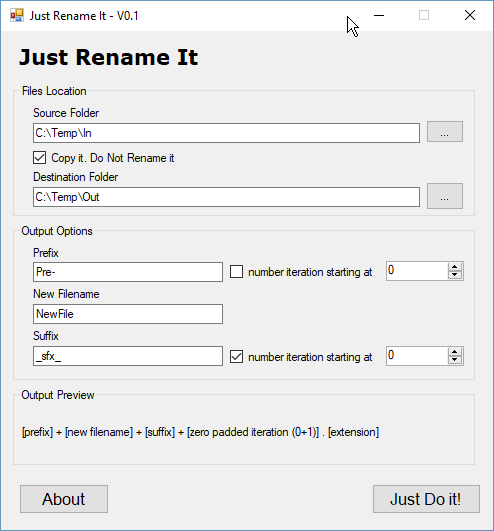 Just Rename It - V0.1
Just Rename It
Files Location
Source Folder
C:\Temp\In
...
Copy it. Do Not Rename it
Destination Folder
C:\Temp\Out
...
Output Options
Prefix
Pre-
number iteration starting at
0
New Filename
NewFile
Suffix
_sfx_
number iteration starting at
0
Output Preview
[prefix] + [new filename] + [suffix] + [zero padded iteration (0+1)] . [extension]
About
Just Do it!